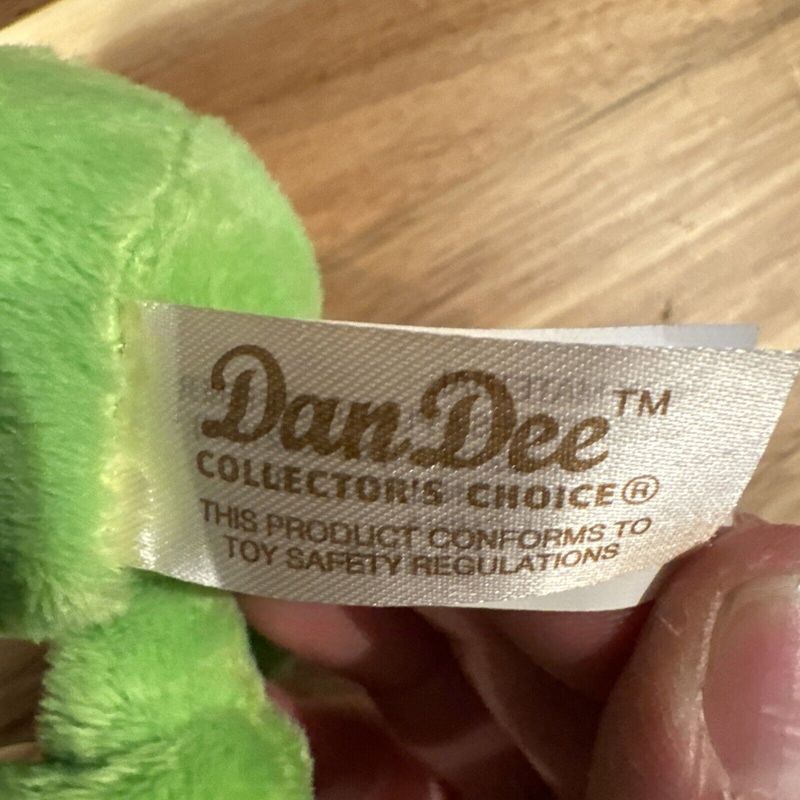 Dan Dee™
COLLECTOR'S CHOICE®
THIS PRODUCT CONFORMS TO
TOY SAFETY REGULATIONS